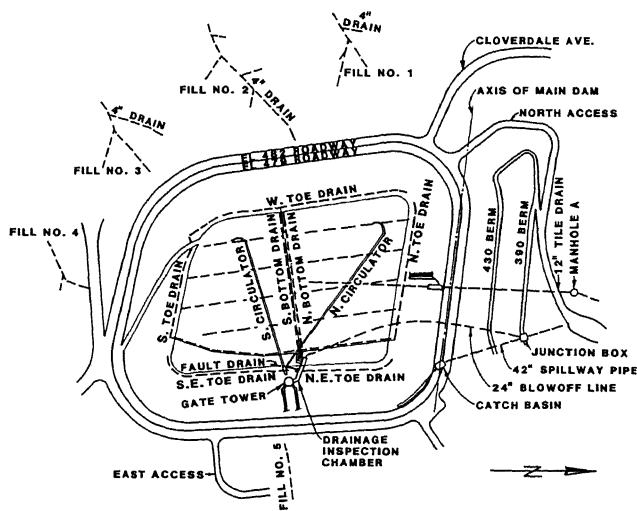 4"
DRAIN
FILL NO. 1
4" DRAIN
FILL NO. 2
4" DRAIN
FILL NO. 3
FILL NO. 4
CLOVERDALE AVE.
AXIS OF MAIN DAM
NORTH ACCESS
EL 482 ROADWAY
EL 478 ROADWAY
W. TOE DRAIN
N. TOE DRAIN
S. TOE DRAIN
S. CIRCULATOR
S. BOTTOM DRAIN
N. BOTTOM DRAIN
N. CIRCULATOR
430 BERM
390 BERM
12" TILE DRAIN
MANHOLE A
FAULT DRAIN
S.E. TOE DRAIN
N.E. TOE DRAIN
GATE TOWER
JUNCTION BOX
42" SPILLWAY PIPE
24" BLOWOFF LINE
CATCH BASIN
DRAINAGE
INSPECTION
CHAMBER
EAST ACCESS
FILL NO. 5
N